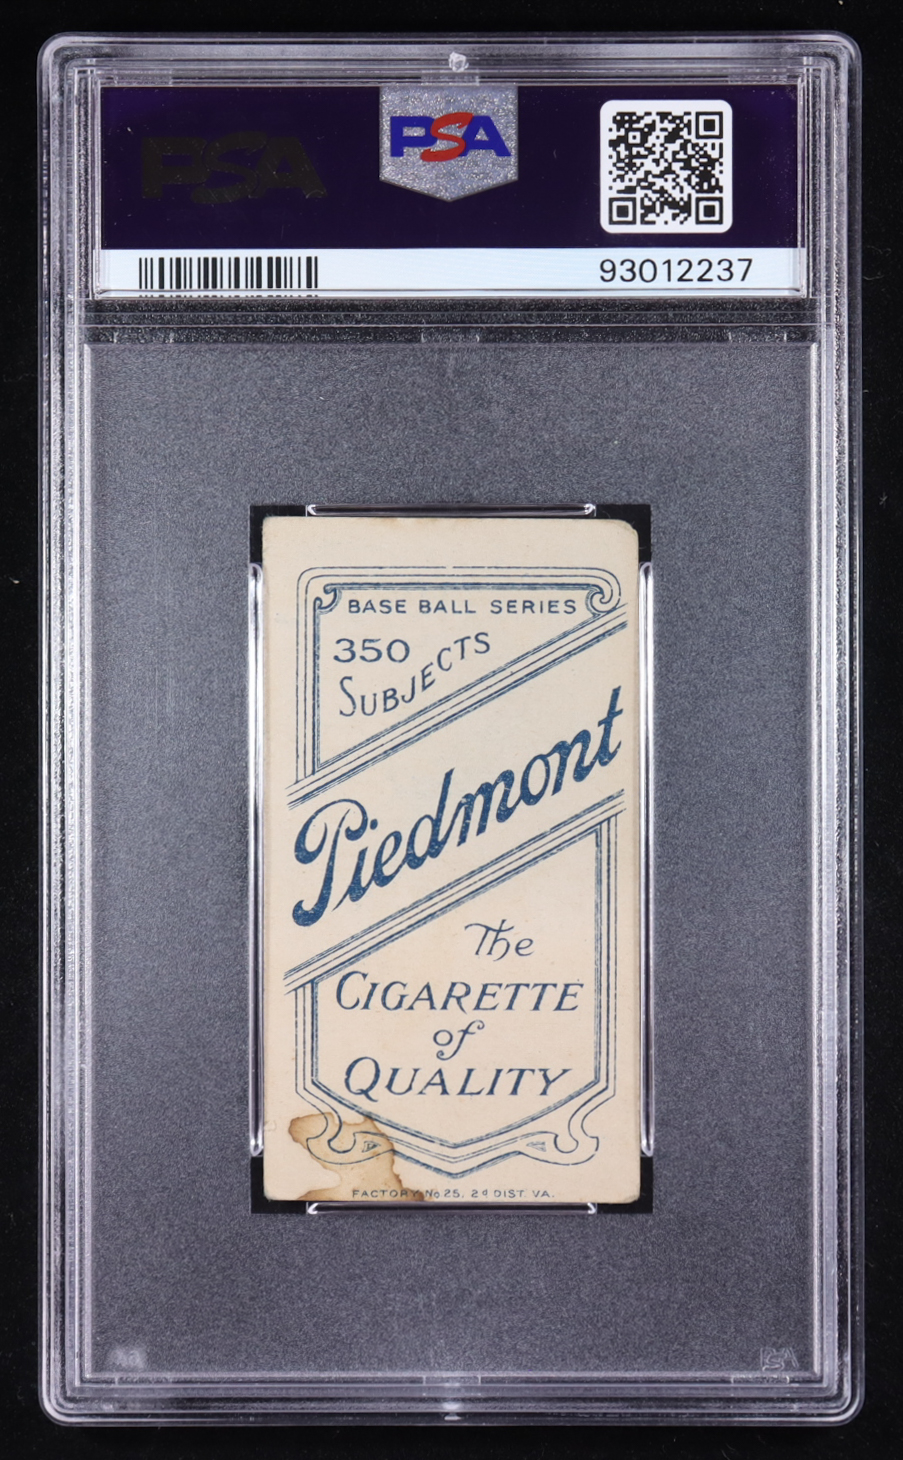 PSA
PSA
93012237
BASE BALL SERIES
350
SUBJECTS
Piedmont
The
CIGARETTE
of
QUALITY
FACTORY No 25, 2d DIST. VA.
PSA